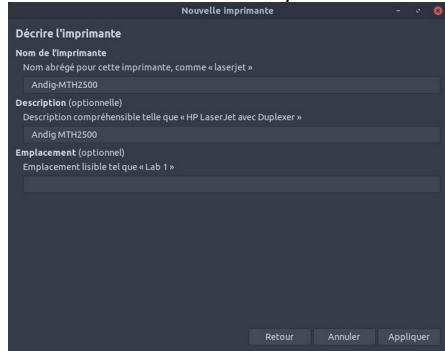 Nouvelle imprimante
Décrire l'imprimante
Nom de l'imprimante
Nom abrégé pour cette imprimante, comme « laserjet »
Andig-MTH2500
Description (optionnelle)
Description compréhensible telle que « HP LaserJet avec Duplexer »
Andig MTH2500
Emplacement (optionnel)
Emplacement lisible tel que « Lab 1 »
Retour Annuler Appliquer